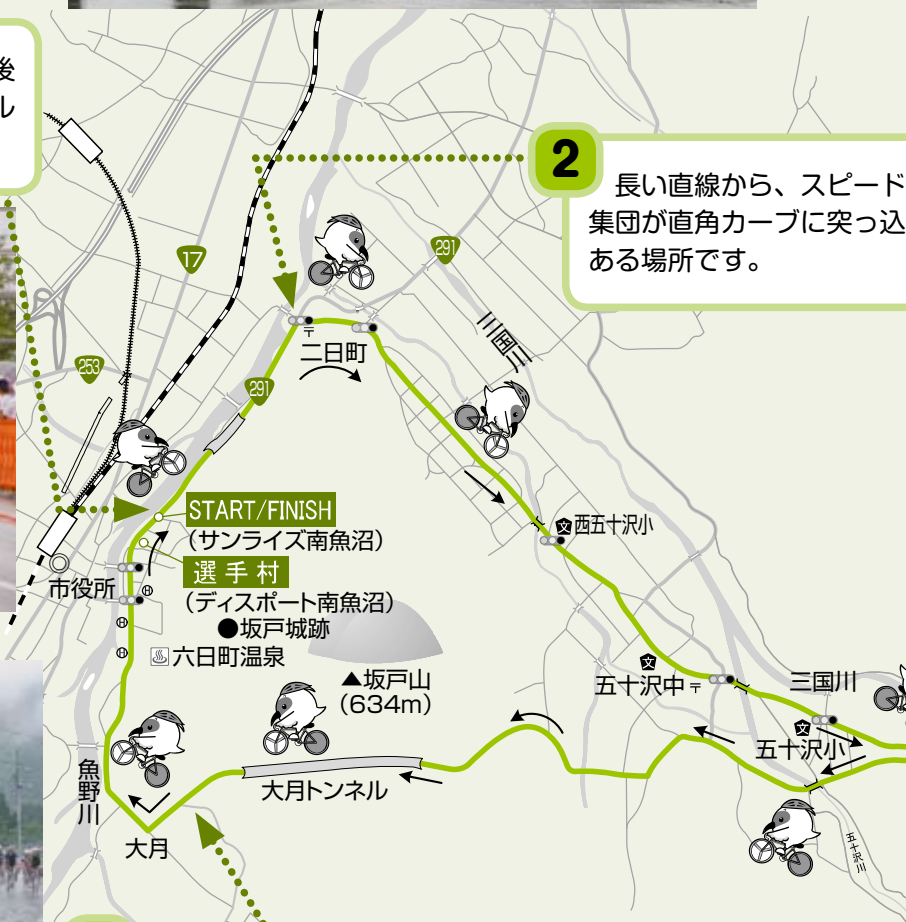 後
ル
2
長い直線から、スピード
集団が直角カーブに突っ込
ある場所です。
17
291
三国川
〒
二日町
253
291
START/FINISH
(サンライズ南魚沼)
文西五十沢小
選手村
市役所
(ディスポート南魚沼)
H
●坂戸城跡
H
六日町温泉
H
▲坂戸山
(634m)
文
五十沢中〒
三国川
文
五十沢小
魚野川
大月トンネル
大月
五十沢川